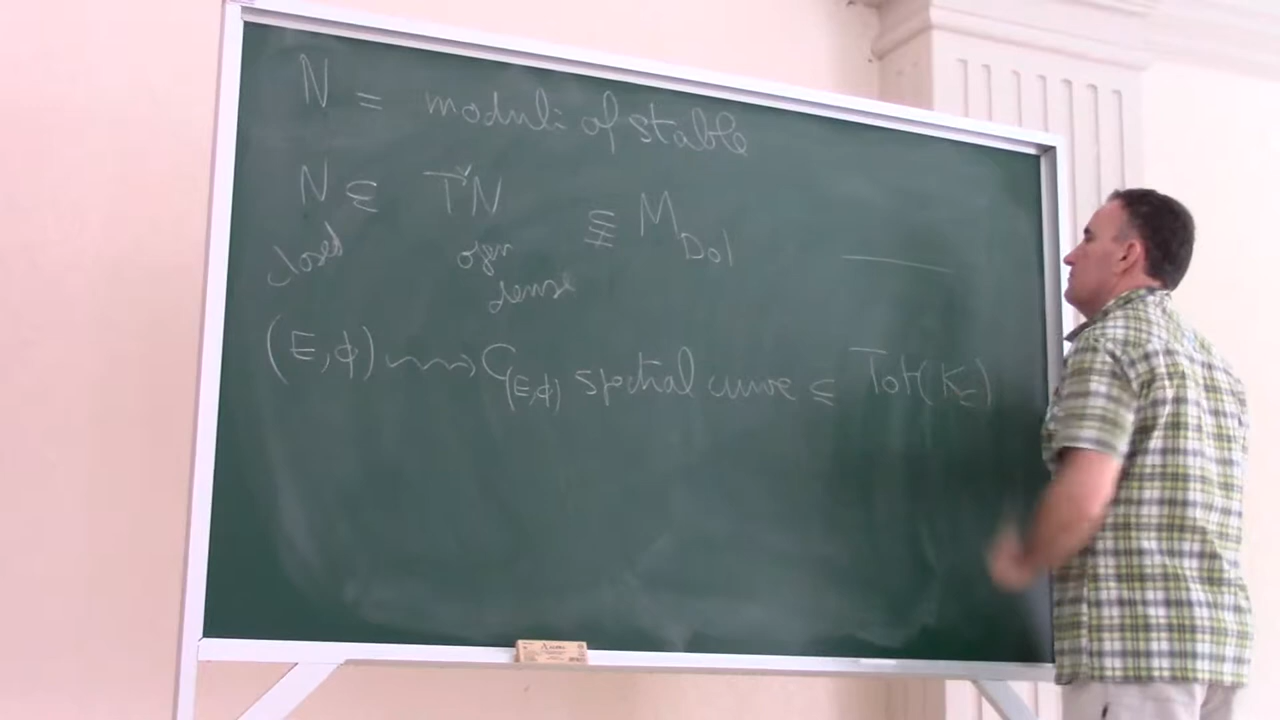 N = moduli of stable
N ⊆ T˅N ⊊ M_Dol
closed open dense
(E,ϕ) ⇝ C_(E,ϕ) spectral curve ⊆ Tot(K_C)